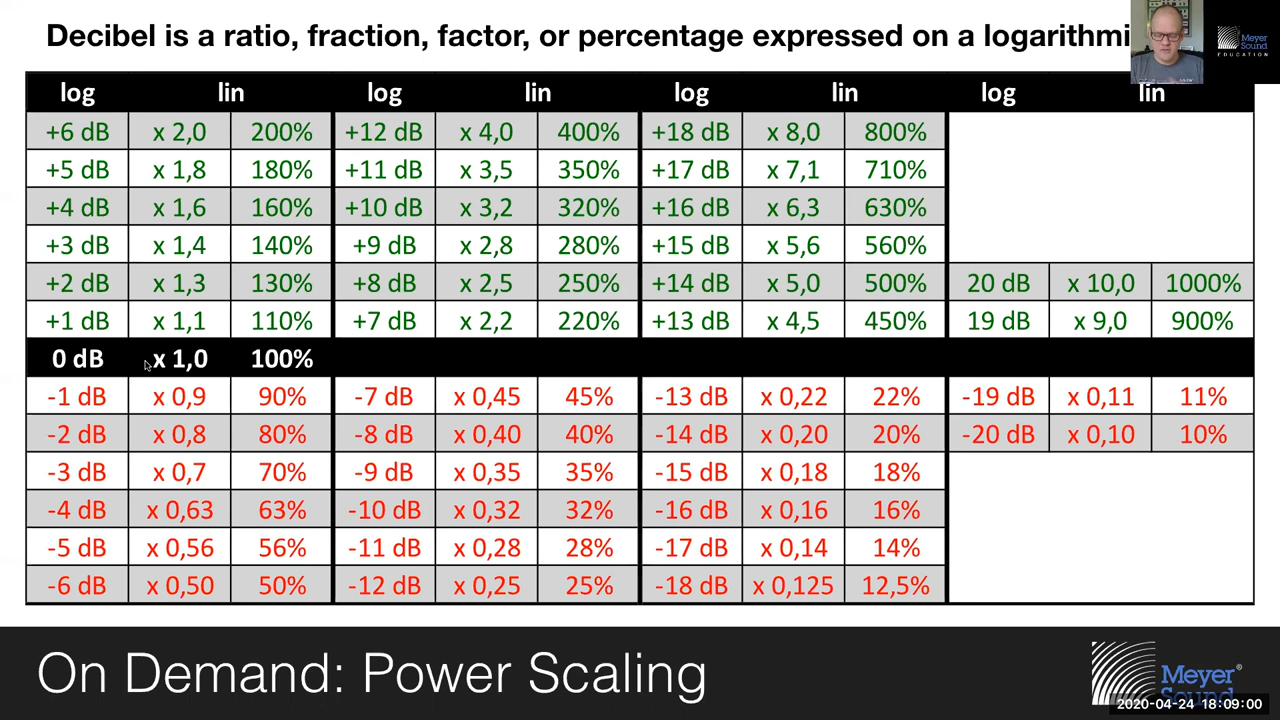 Decibel is a ratio, fraction, factor, or percentage expressed on a logarithmi
Meyer
Sound
EDUCATION
log lin log lin log lin log lin
+6 dB x 2,0 200% +12 dB x 4,0 400% +18 dB x 8,0 800%
+5 dB x 1,8 180% +11 dB x 3,5 350% +17 dB x 7,1 710%
+4 dB x 1,6 160% +10 dB x 3,2 320% +16 dB x 6,3 630%
+3 dB x 1,4 140% +9 dB x 2,8 280% +15 dB x 5,6 560%
+2 dB x 1,3 130% +8 dB x 2,5 250% +14 dB x 5,0 500% 20 dB x 10,0 1000%
+1 dB x 1,1 110% +7 dB x 2,2 220% +13 dB x 4,5 450% 19 dB x 9,0 900%
0 dB x 1,0 100%
-1 dB x 0,9 90% -7 dB x 0,45 45% -13 dB x 0,22 22% -19 dB x 0,11 11%
-2 dB x 0,8 80% -8 dB x 0,40 40% -14 dB x 0,20 20% -20 dB x 0,10 10%
-3 dB x 0,7 70% -9 dB x 0,35 35% -15 dB x 0,18 18%
-4 dB x 0,63 63% -10 dB x 0,32 32% -16 dB x 0,16 16%
-5 dB x 0,56 56% -11 dB x 0,28 28% -17 dB x 0,14 14%
-6 dB x 0,50 50% -12 dB x 0,25 25% -18 dB x 0,125 12,5%
On Demand: Power Scaling
Meyer®
Sound
2020-04-24 18:09:00